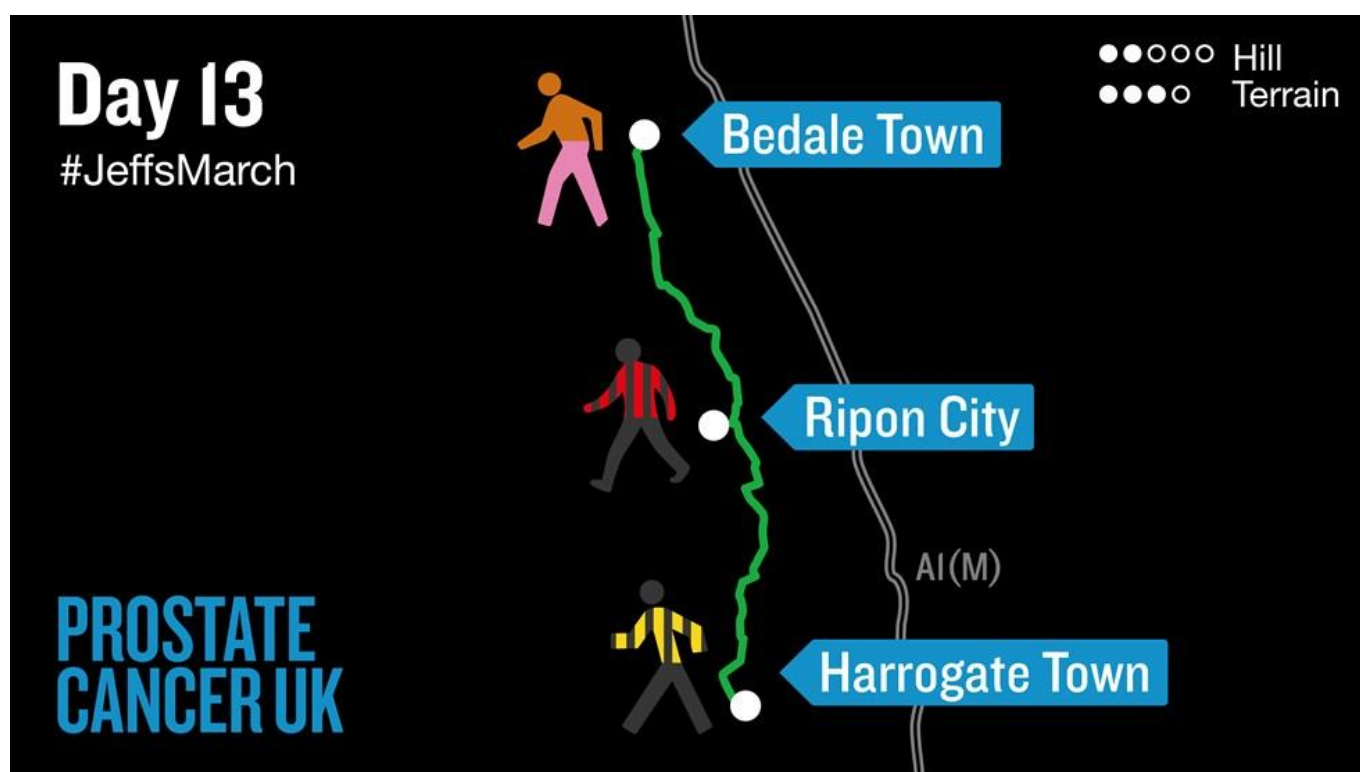 Day 13
#JeffsMarch
Hill
Terrain
Bedale Town
Ripon City
A1(M)
Harrogate Town
PROSTATE
CANCER UK